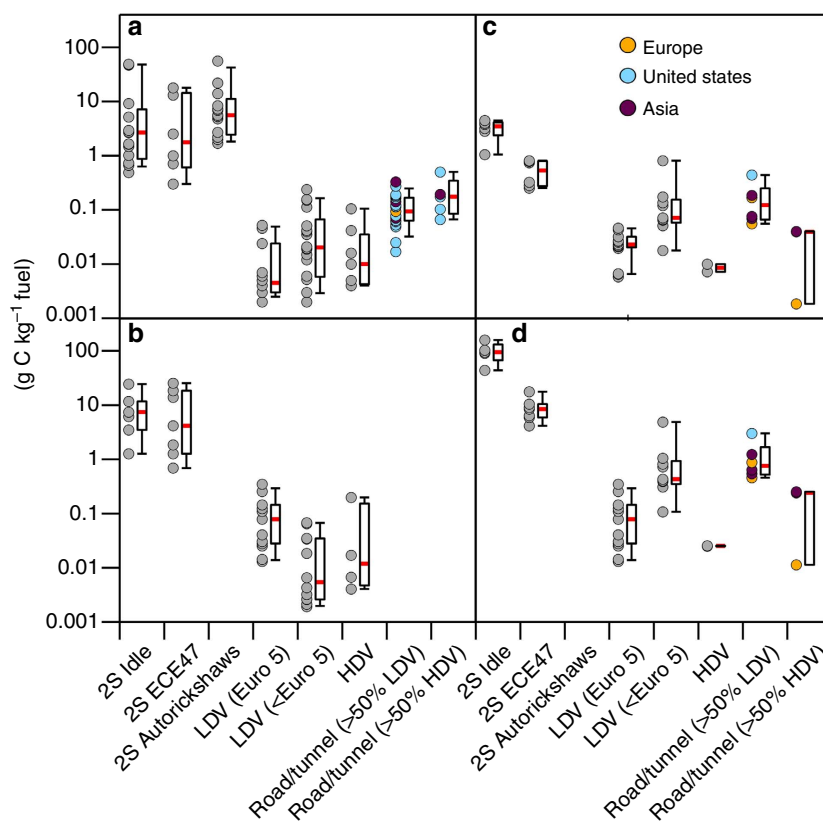 a
c
Europe
United states
Asia
100
10
1
0.1
0.01
0.001
b
d
100
10
1
0.1
0.01
0.001
(g C kg⁻¹ fuel)
2S Idle
2S ECE47
2S Autorickshaws
LDV (Euro 5)
LDV (<Euro 5)
HDV
Road/tunnel (>50% LDV)
Road/tunnel (>50% HDV)
2S Idle
2S ECE47
2S Autorickshaws
LDV (Euro 5)
LDV (<Euro 5)
HDV
Road/tunnel (>50% LDV)
Road/tunnel (>50% HDV)